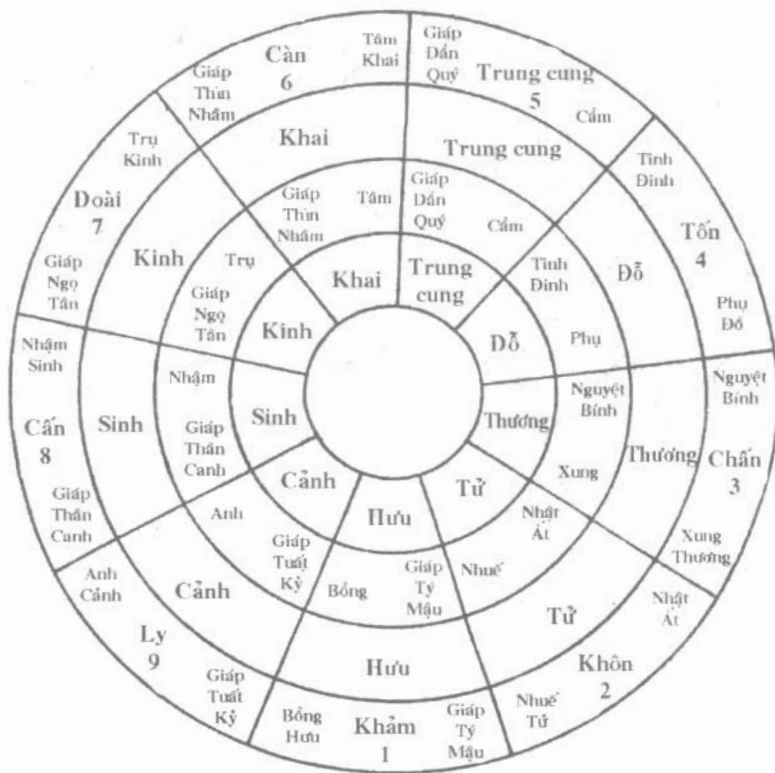 Giáp
Thìn
Nhâm
Càn
6
Tâm
Khai
Giáp
Dần
Quý
Trung cung
5
Cầm
Tinh
Đinh
Tốn
4
Phụ
Đỗ
Nguyệt
Bính
Chấn
3
Xung
Thương
Nhật
Ất
Khôn
2
Nhuế
Tử
Giáp
Tý
Mậu
Khảm
1
Bồng
Hưu
Giáp
Tuất
Kỷ
Ly
9
Anh
Cảnh
Giáp
Thân
Canh
Cấn
8
Nhậm
Sinh
Giáp
Ngọ
Tân
Đoài
7
Trụ
Kinh
Khai
Trung cung
Đỗ
Thương
Tử
Hưu
Cảnh
Sinh
Kinh
Giáp
Thìn
Nhâm
Tâm
Giáp
Dần
Quý
Cầm
Tinh
Đinh
Phụ
Nguyệt
Bính
Xung
Nhật
Ất
Nhuế
Giáp
Tý
Mậu
Bồng
Giáp
Tuất
Kỷ
Anh
Giáp
Thân
Canh
Nhậm
Giáp
Ngọ
Tân
Trụ
Khai
Trung
cung
Đỗ
Thương
Tử
Hưu
Cảnh
Sinh
Kinh